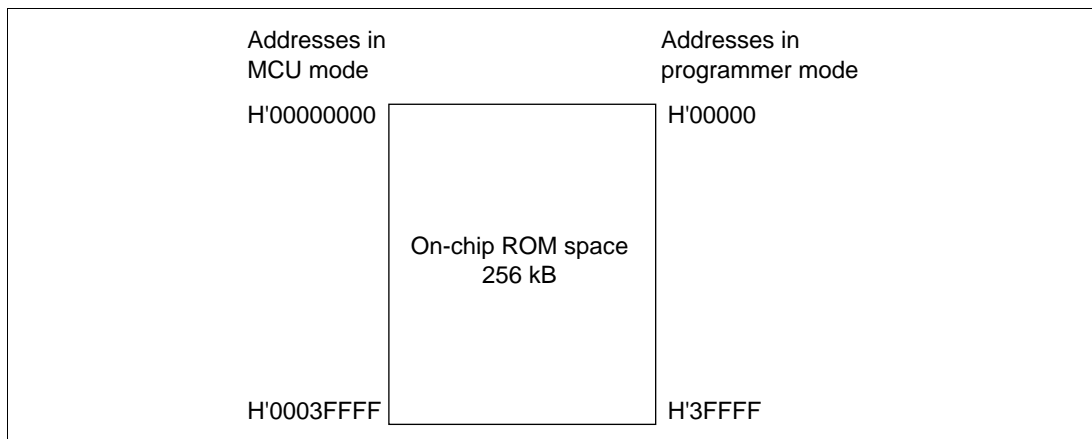 Addresses in
MCU mode
Addresses in
programmer mode
H'00000000
H'00000
On-chip ROM space
256 kB
H'0003FFFF
H'3FFFF